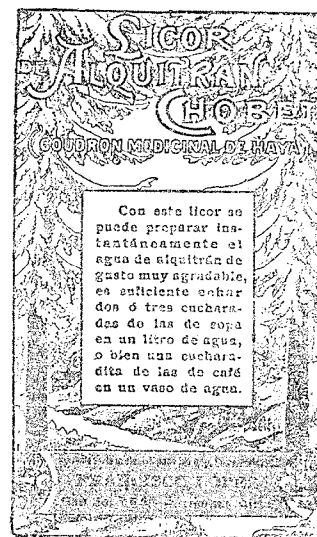 LICOR
DE ALQUITRAN
CHOBET
(GOUDRON MEDICINAL DE HAYA)
Con este licor se
puede preparar ins-
tantáneamente el
agua de alquitrán de
gusto muy agradable,
es suficiente echar
dos ó tres cuchara-
das de las de sopa
en un litro de agua,
o bien una cuchara-
dita de las de café
en un vaso de agua.